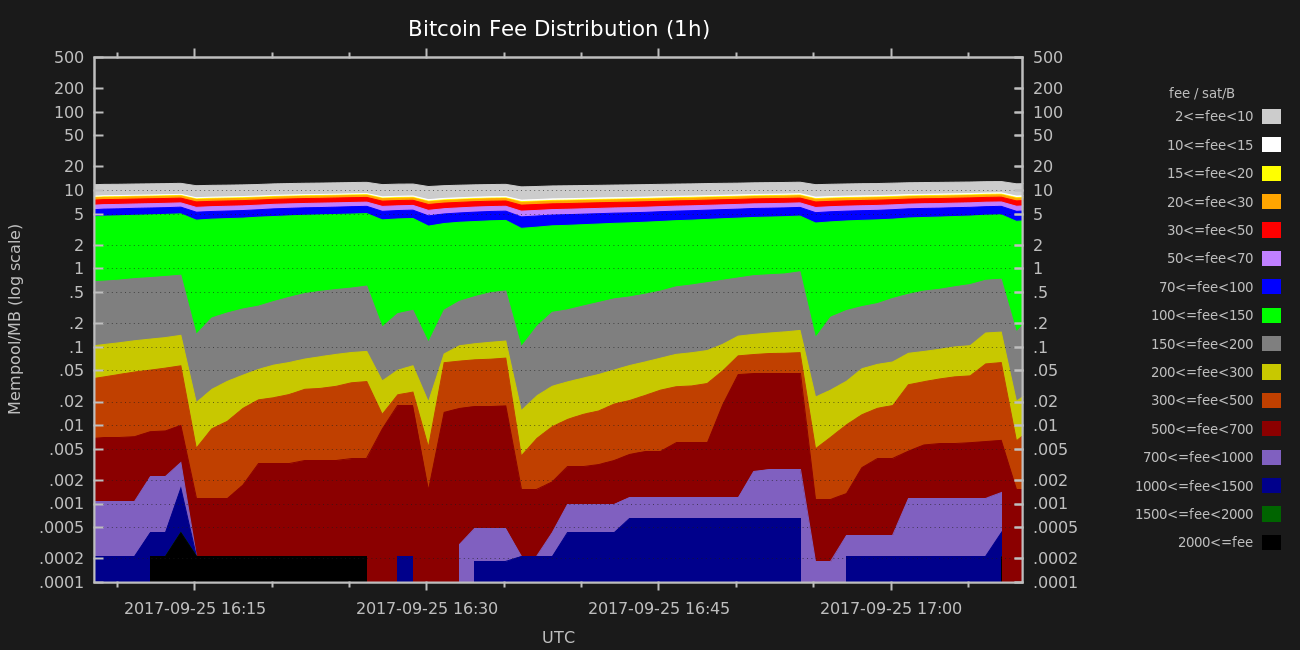 Bitcoin Fee Distribution (1h)
500 500
200 200
100 100
50 50
20 20
10 10
5 5
2 2
1 1
.5 .5
.2 .2
.1 .1
.05 .05
.02 .02
.01 .01
.005 .005
.002 .002
.001 .001
.0005 .0005
.0002 .0002
.0001 .0001
Mempool/MB (log scale)
2017-09-25 16:15 2017-09-25 16:30 2017-09-25 16:45 2017-09-25 17:00
UTC
fee / sat/B
2<=fee<10
10<=fee<15
15<=fee<20
20<=fee<30
30<=fee<50
50<=fee<70
70<=fee<100
100<=fee<150
150<=fee<200
200<=fee<300
300<=fee<500
500<=fee<700
700<=fee<1000
1000<=fee<1500
1500<=fee<2000
2000<=fee